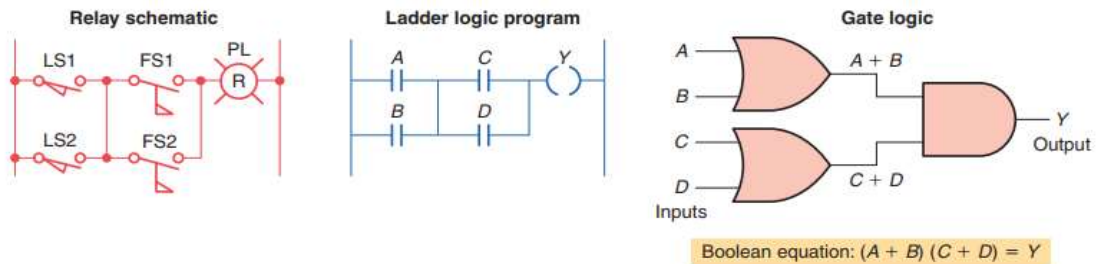 Relay schematic
LS1
FS1
PL
R
LS2
FS2
Ladder logic program
A
C
Y
B
D
Gate logic
A
A + B
B
Y
Output
C
C + D
D
Inputs
Boolean equation: (A + B) (C + D) = Y